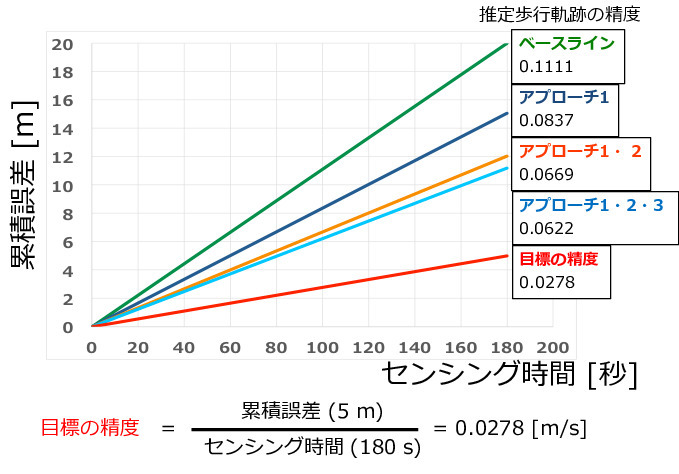 推定歩行軌跡の精度
ベースライン
0.1111
アプローチ1
0.0837
アプローチ1・2
0.0669
アプローチ1・2・3
0.0622
目標の精度
0.0278
累積誤差 [m]
20
18
16
14
12
10
8
6
4
2
0
0 20 40 60 80 100 120 140 160 180 200
センシング時間 [秒]
目標の精度 = 累積誤差 (5 m) / センシング時間 (180 s) = 0.0278 [m/s]